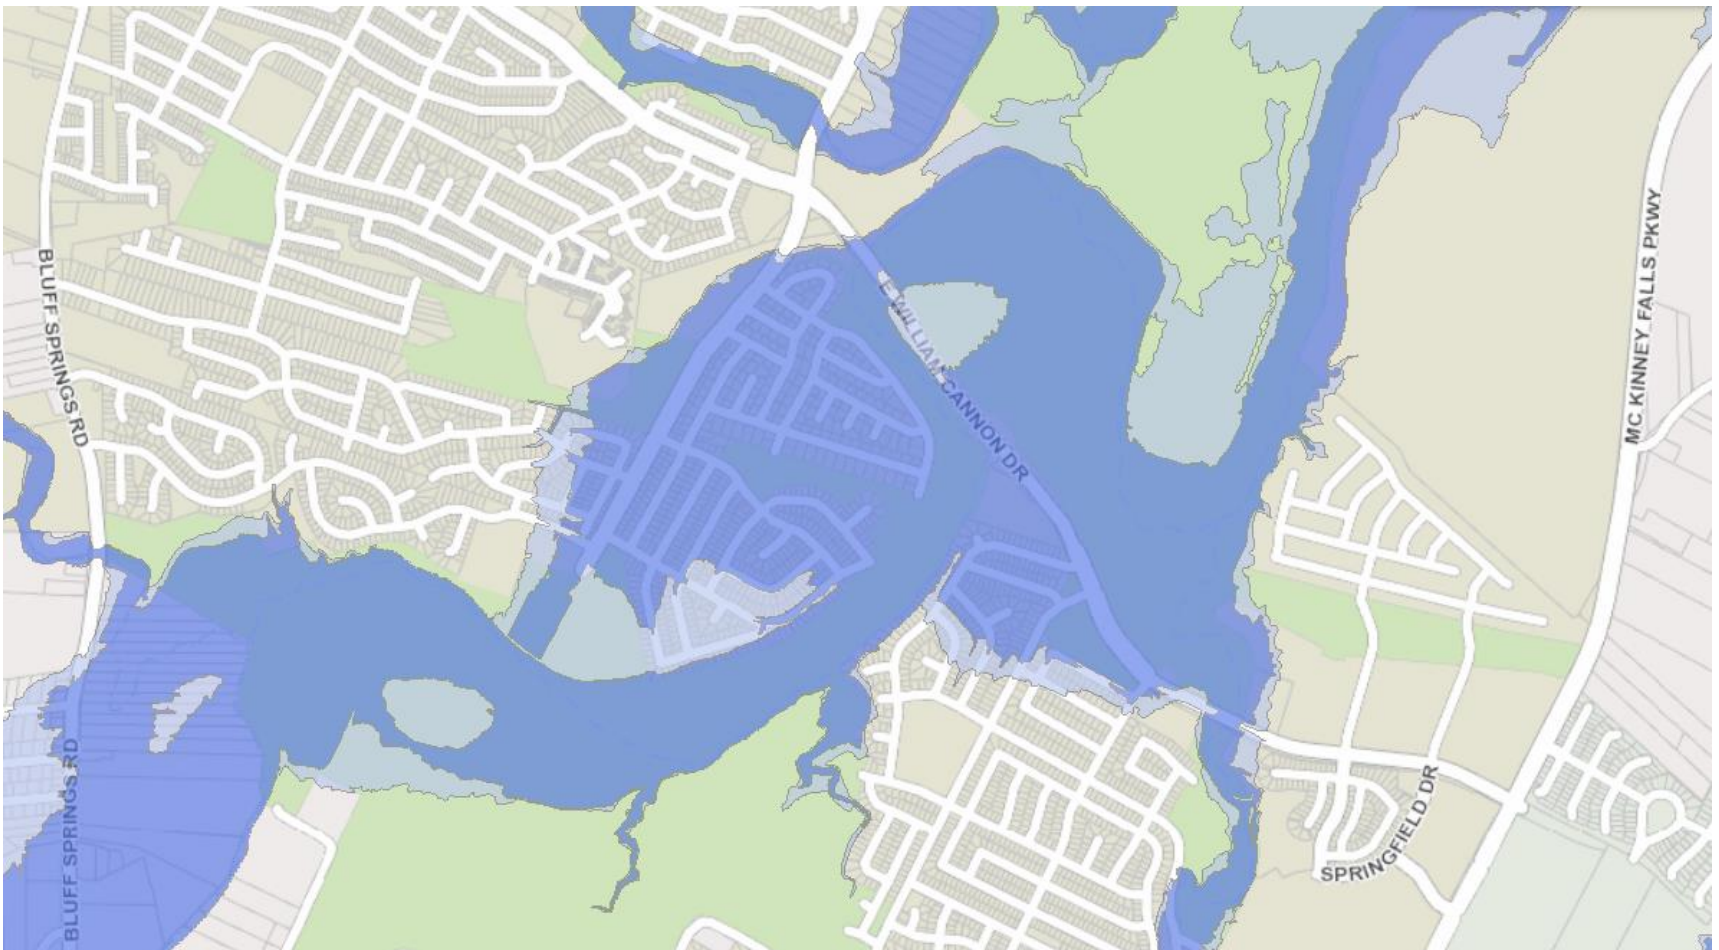 BLUFF SPRINGS RD
MC KINNEY FALLS PKWY
E WILLIAM CANNON DR
BLUFF SPRINGS RD
SPRINGFIELD DR